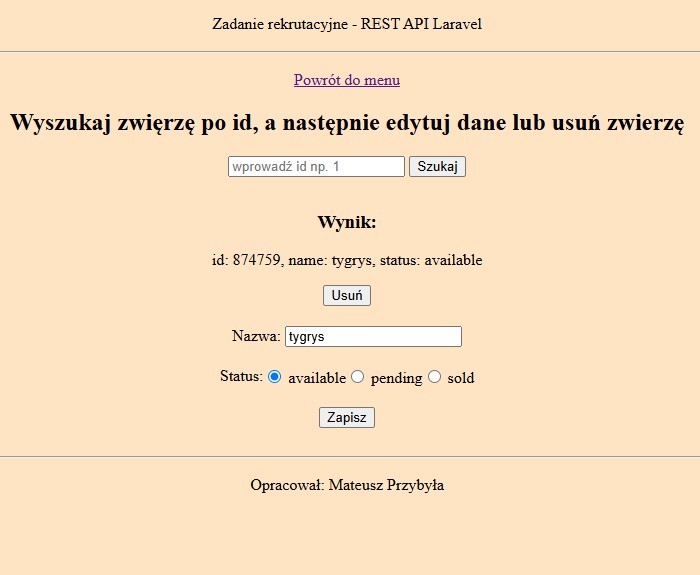 Zadanie rekrutacyjne - REST API Laravel
Powrót do menu
Wyszukaj zwięrzę po id, a następnie edytuj dane lub usuń zwierzę
wprowadź id np. 1 Szukaj
Wynik:
id: 874759, name: tygrys, status: available
Usuń
Nazwa: tygrys
Status: available pending sold
Zapisz
Opracował: Mateusz Przybyła